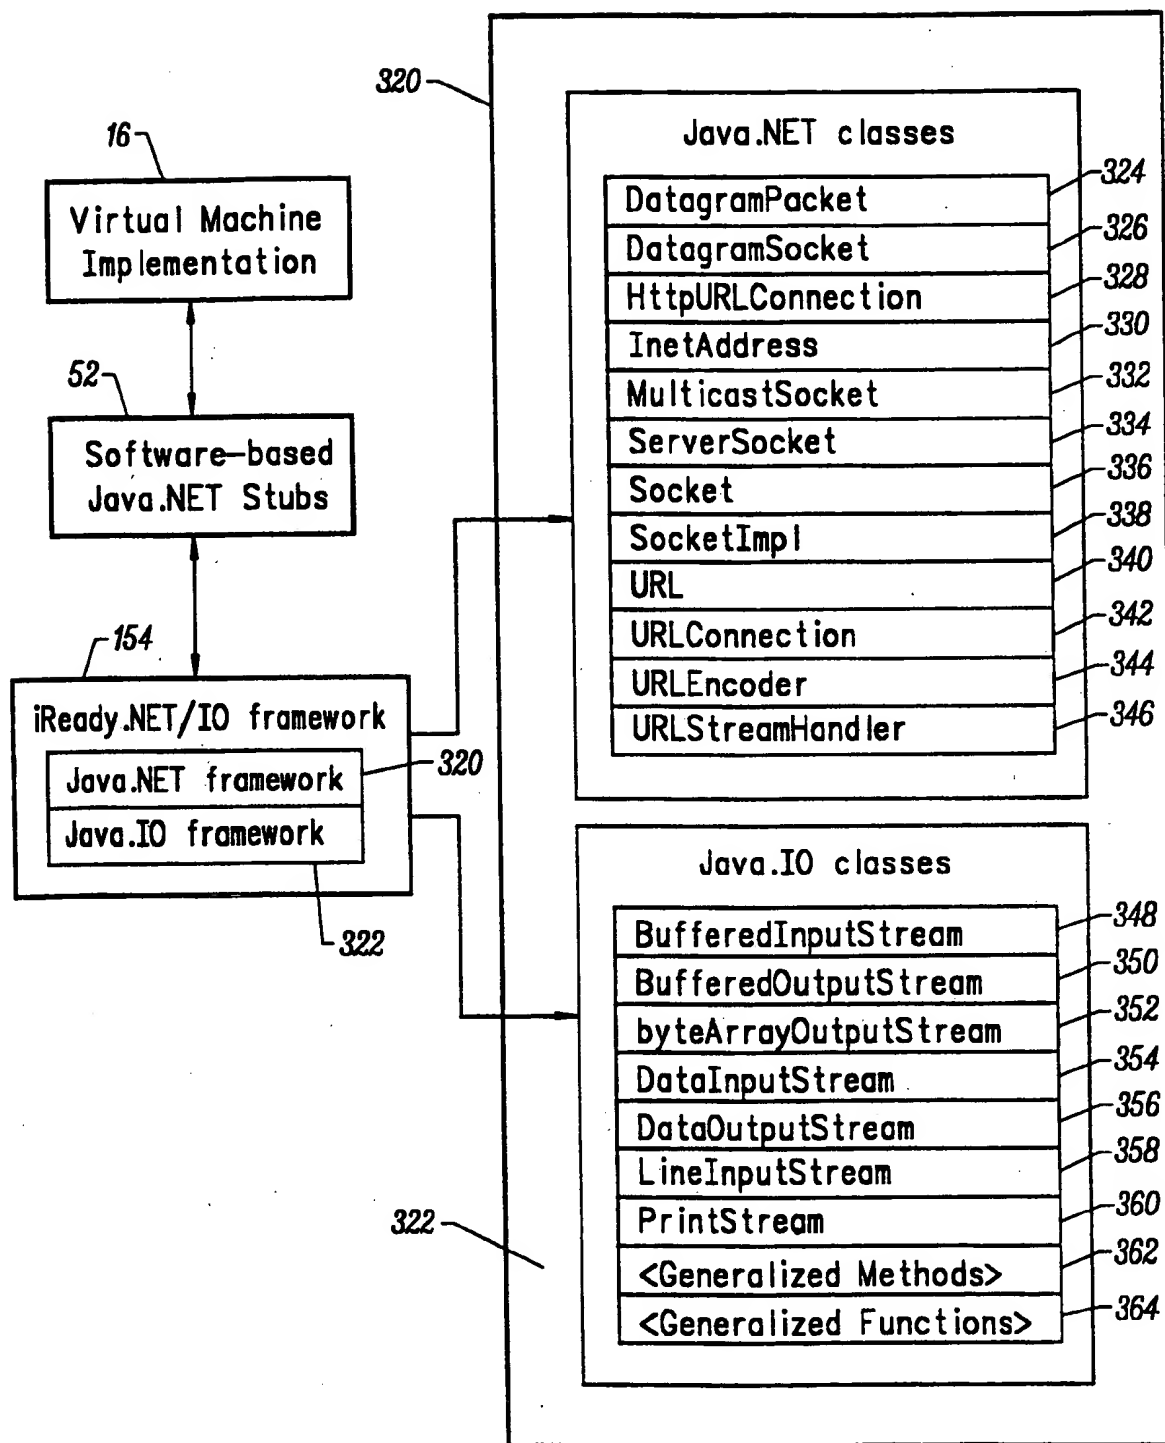 320
16
Virtual Machine
Implementation
52
Software-based
Java.NET Stubs
154
iReady.NET/IO framework
Java.NET framework
320
Java.IO framework
322
Java.NET classes
DatagramPacket 324
DatagramSocket 326
HttpURLConnection 328
InetAddress 330
MulticastSocket 332
ServerSocket 334
Socket 336
SocketImpl 338
URL 340
URLConnection 342
URLEncoder 344
URLStreamHandler 346
Java.IO classes
BufferedInputStream 348
BufferedOutputStream 350
byteArrayOutputStream 352
DataInputStream 354
DataOutputStream 356
LineInputStream 358
PrintStream 360
<Generalized Methods> 362
<Generalized Functions> 364
322